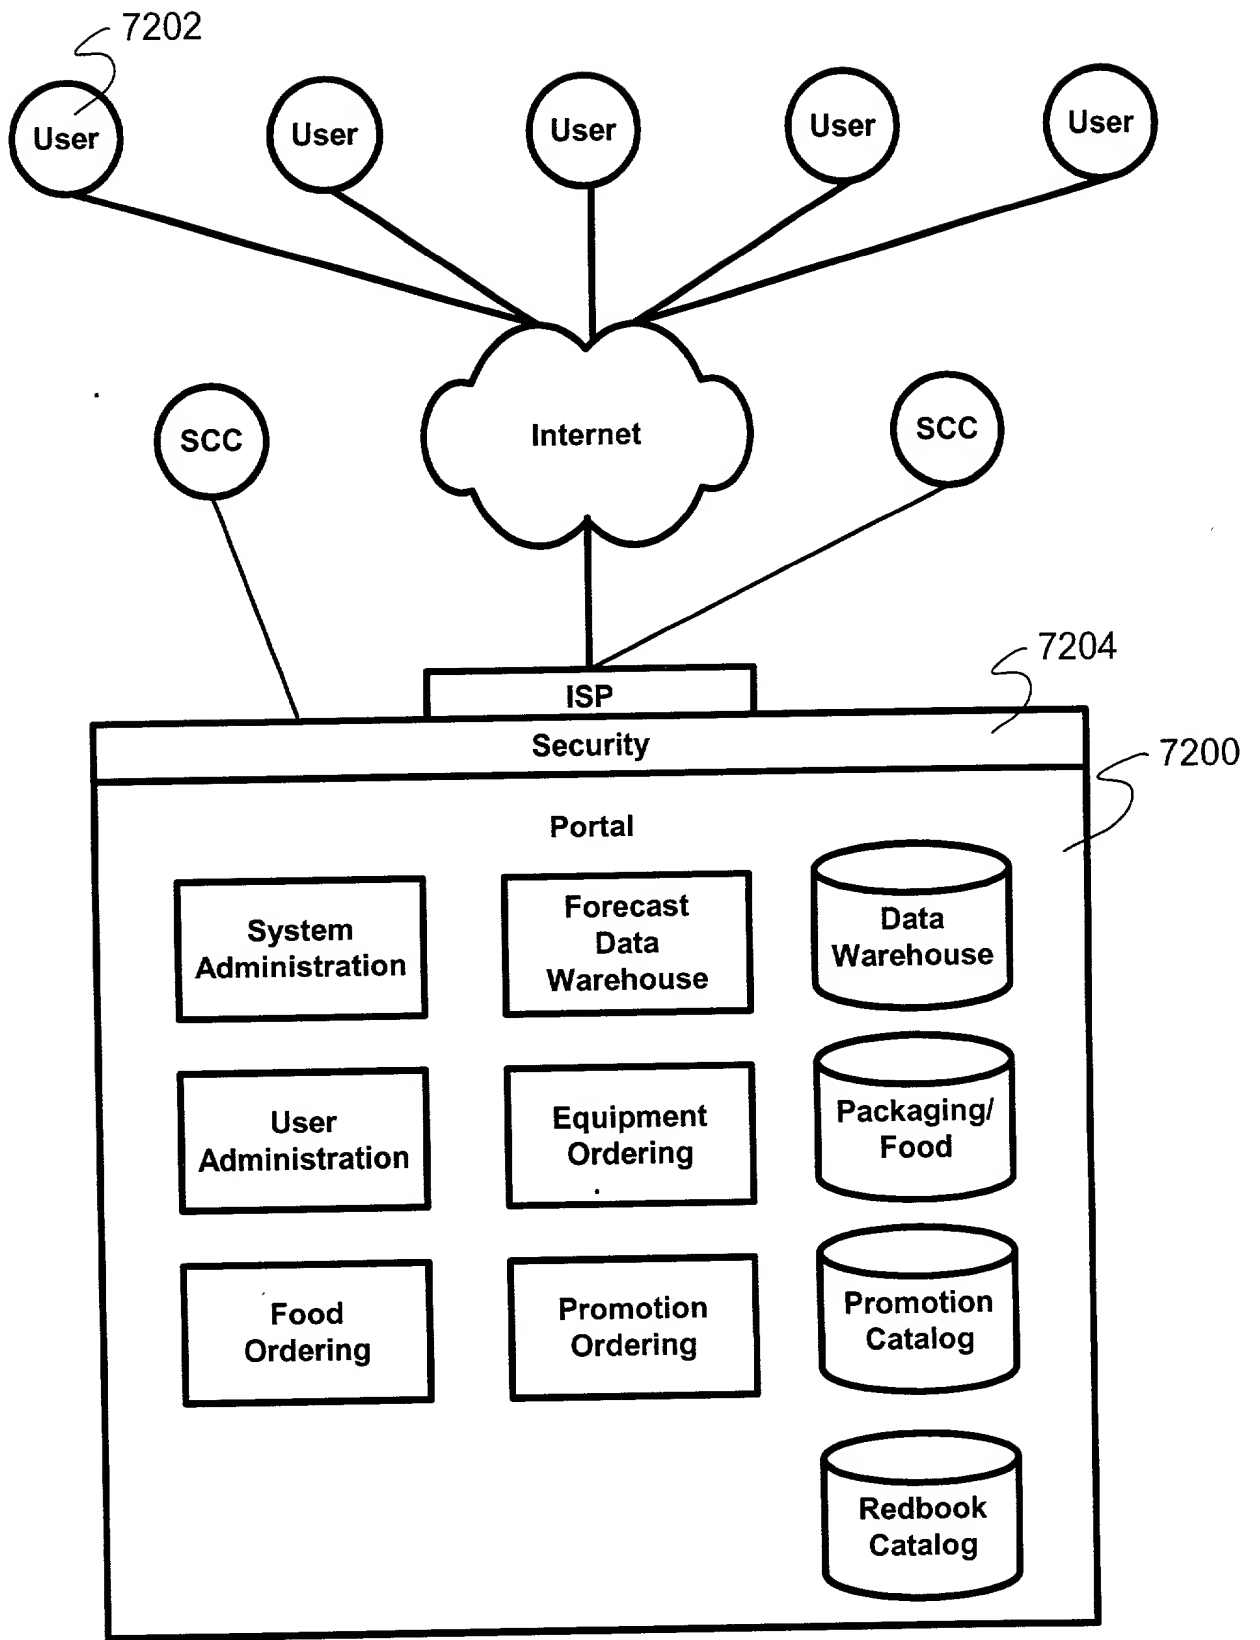 7202
User
User
User
User
User
SCC
Internet
SCC
7204
ISP
Security
7200
Portal
System
Administration
Forecast
Data
Warehouse
Data
Warehouse
User
Administration
Equipment
Ordering
Packaging/
Food
Food
Ordering
Promotion
Ordering
Promotion
Catalog
Redbook
Catalog